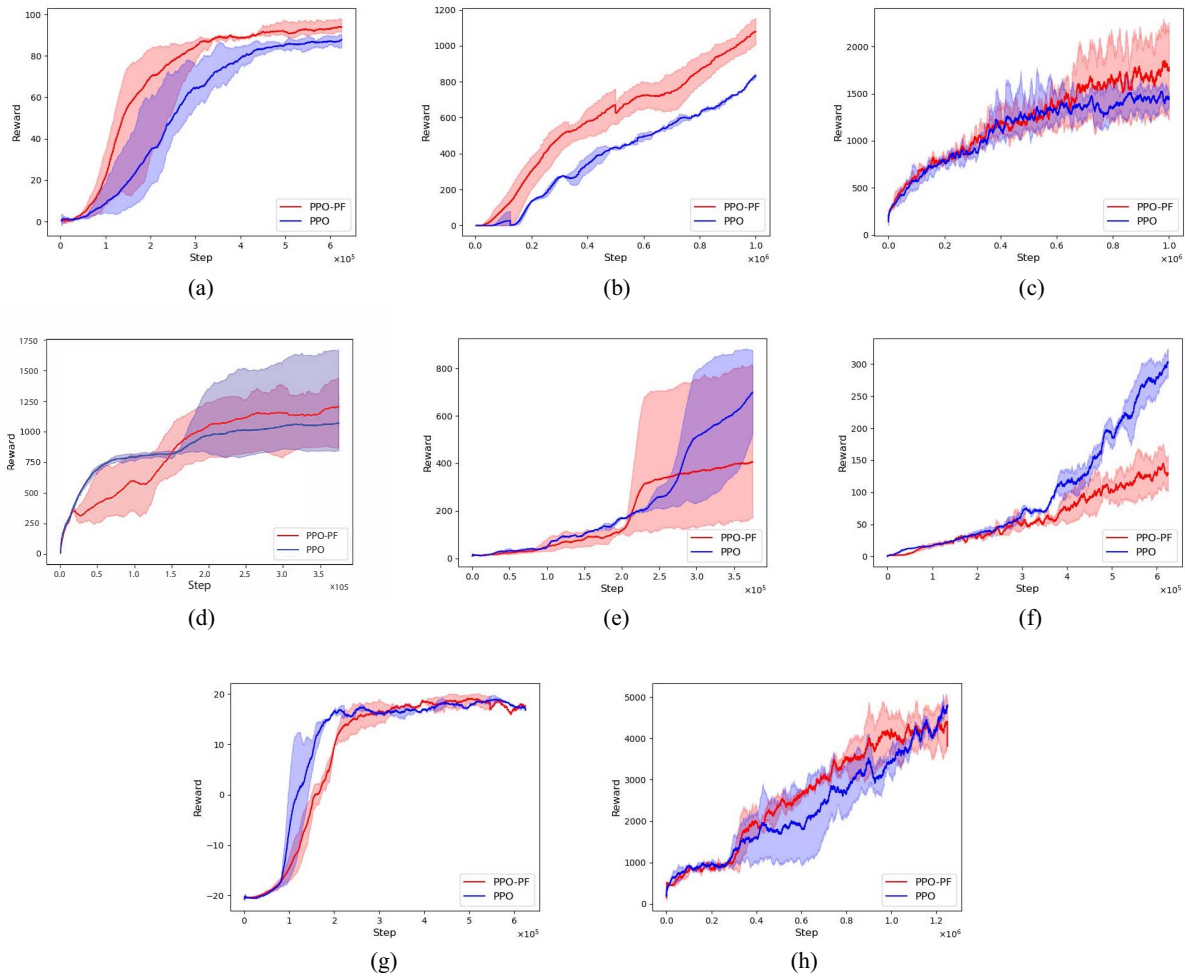 100
80
60
40
20
0
Reward
0 1 2 3 4 5 6
Step
×10⁵
PPO-PF
PPO
(a)
1200
1000
800
600
400
200
0
Reward
0.0 0.2 0.4 0.6 0.8 1.0
Step
×10⁶
PPO-PF
PPO
(b)
2000
1500
1000
500
0
Reward
0.0 0.2 0.4 0.6 0.8 1.0
Step
×10⁶
PPO-PF
PPO
(c)
1750
1500
1250
1000
750
500
250
0
Reward
0.0 0.5 1.0 1.5 2.0 2.5 3.0 3.5
Step
×10⁵
PPO-PF
PPO
(d)
800
600
400
200
0
Reward
0.0 0.5 1.0 1.5 2.0 2.5 3.0 3.5
Step
×10⁵
PPO-PF
PPO
(e)
300
250
200
150
100
50
0
Reward
0 1 2 3 4 5 6
Step
×10⁵
PPO-PF
PPO
(f)
20
10
0
−10
−20
Reward
0 1 2 3 4 5 6
Step
×10⁵
PPO-PF
PPO
(g)
5000
4000
3000
2000
1000
0
Reward
0.0 0.2 0.4 0.6 0.8 1.0 1.2
Step
×10⁶
PPO-PF
PPO
(h)